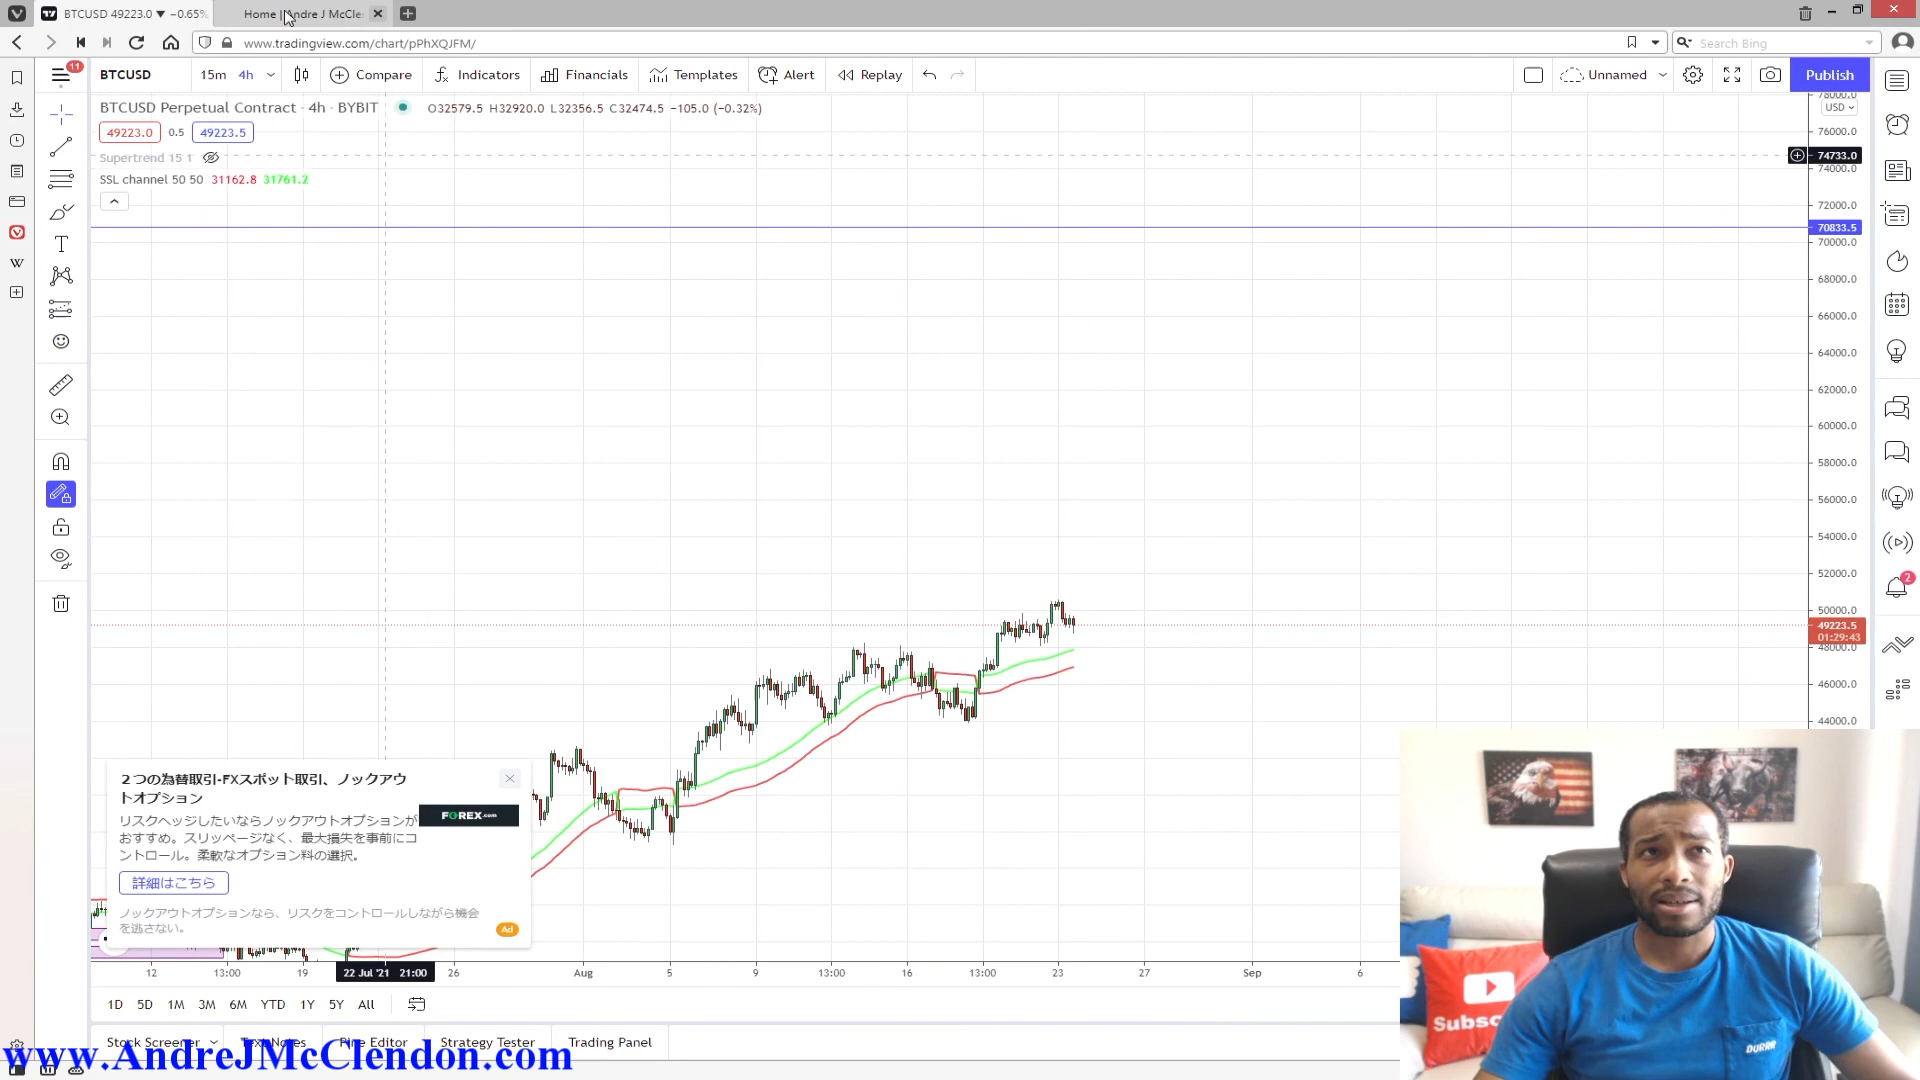 BTCUSD 49223.0 ▼ −0.65%
Home | Andre J McCle
www.tradingview.com/chart/pPhXQJFM/
Search Bing
11
BTCUSD
15m 4h
Compare
Indicators
Financials
Templates
Alert
Replay
Unnamed
Publish
BTCUSD Perpetual Contract · 4h · BYBIT
O32579.5 H32920.0 L32356.5 C32474.5 −105.0 (−0.32%)
49223.0 0.5 49223.5
Supertrend 15 1
SSL channel 50 50 31162.8 31761.2
78000.0
USD
76000.0
74733.0
74000.0
72000.0
70833.5
70000.0
68000.0
66000.0
64000.0
62000.0
60000.0
58000.0
56000.0
54000.0
52000.0
50000.0
49223.5
01:29:43
48000.0
46000.0
44000.0
2
W
T
2つの為替取引-FXスポット取引、ノックアウ
トオプション
リスクヘッジしたいならノックアウトオプションが
おすすめ。スリッページなく、最大損失を事前にコ
ントロール。柔軟なオプション料の選択。
FOREX.com
詳細はこちら
ノックアウトオプションなら、リスクをコントロールしながら機会
を逃さない。
Ad
12 13:00 19 22 Jul '21 21:00 26 Aug 5 9 13:00 16 13:00 23 27 Sep 6
1D 5D 1M 3M 6M YTD 1Y 5Y All
Stock Screener Text Notes Pine Editor Strategy Tester Trading Panel
www.AndreJMcClendon.com
Subsc